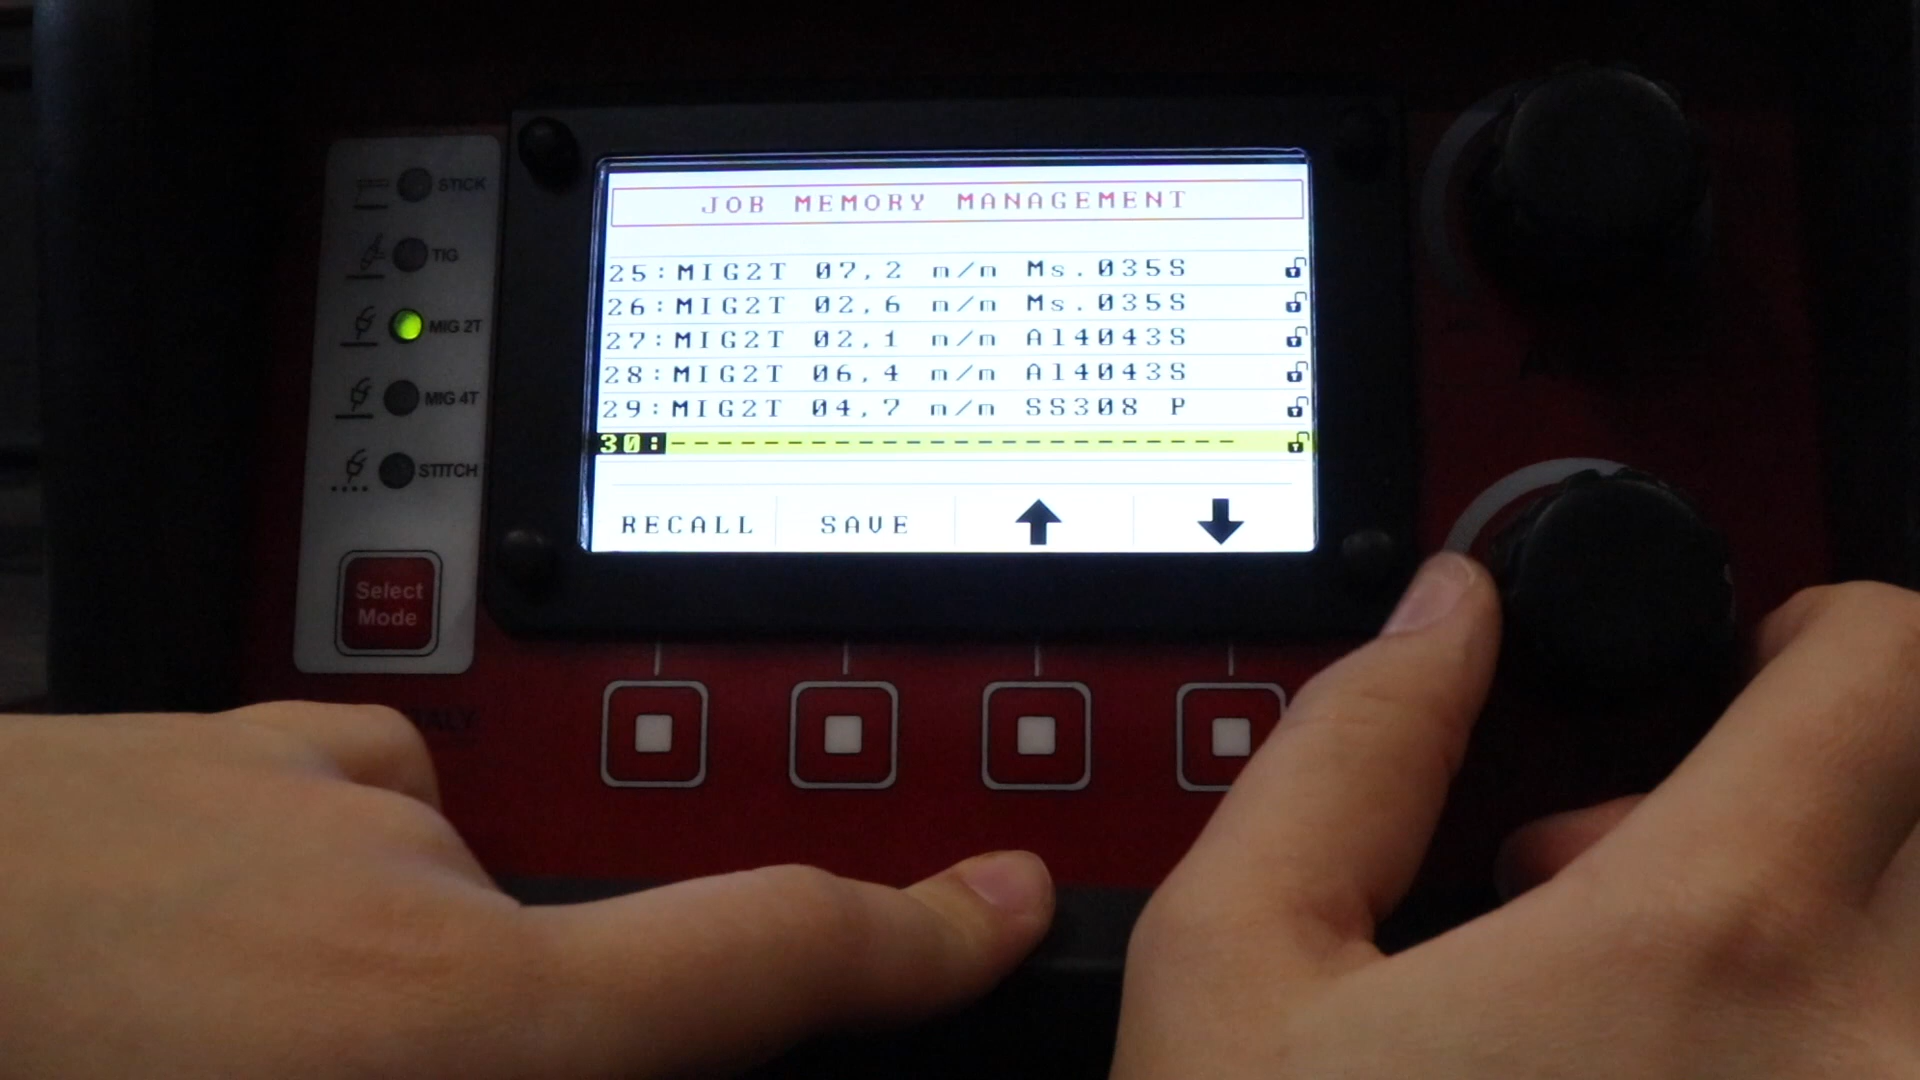 JOB MEMORY MANAGEMENT
25:MIG2T 07,2 m/m Ms.035S
26:MIG2T 02,6 m/m Ms.035S
27:MIG2T 02,1 m/m Al4043S
28:MIG2T 06,4 m/m Al4043S
29:MIG2T 04,7 m/m SS308 P
30:-------------------------
RECALL SAVE
STICK
TIG
MIG 2T
MIG 4T
STITCH
Select
Mode